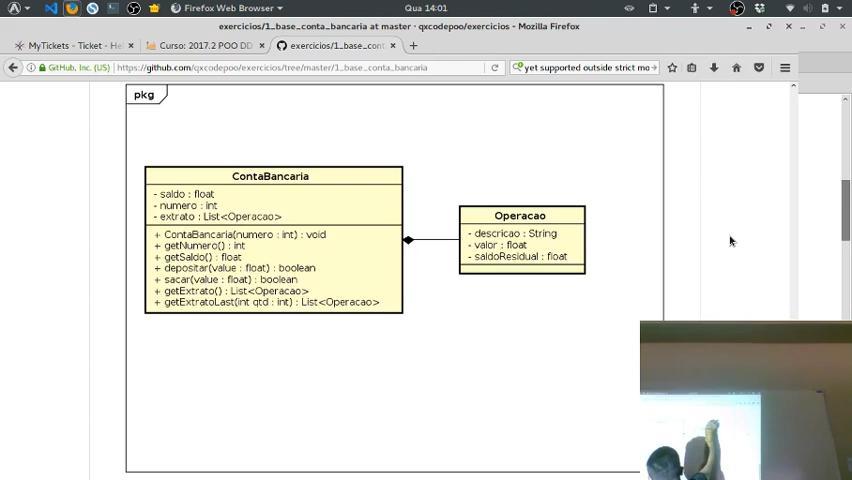 Firefox Web Browser
Qua 14:01
exercicios/1_base_conta_bancaria at master · qxcodepoo/exercicios - Mozilla Firefox
MyTickets - Ticket - He
Curso: 2017.2 POO DD
exercicios/1_base_cont
GitHub, Inc. (US)
https://github.com/qxcodepoo/exercicios/tree/master/1_base_conta_bancaria
yet supported outside strict mo
pkg
ContaBancaria
- saldo : float
- numero : int
- extrato : List<Operacao>
+ ContaBancaria(numero : int) : void
+ getNumero() : int
+ getSaldo() : float
+ depositar(value : float) : boolean
+ sacar(value : float) : boolean
+ getExtrato() : List<Operacao>
+ getExtratoLast(int qtd : int) : List<Operacao>
Operacao
- descricao : String
- valor : float
- saldoResidual : float